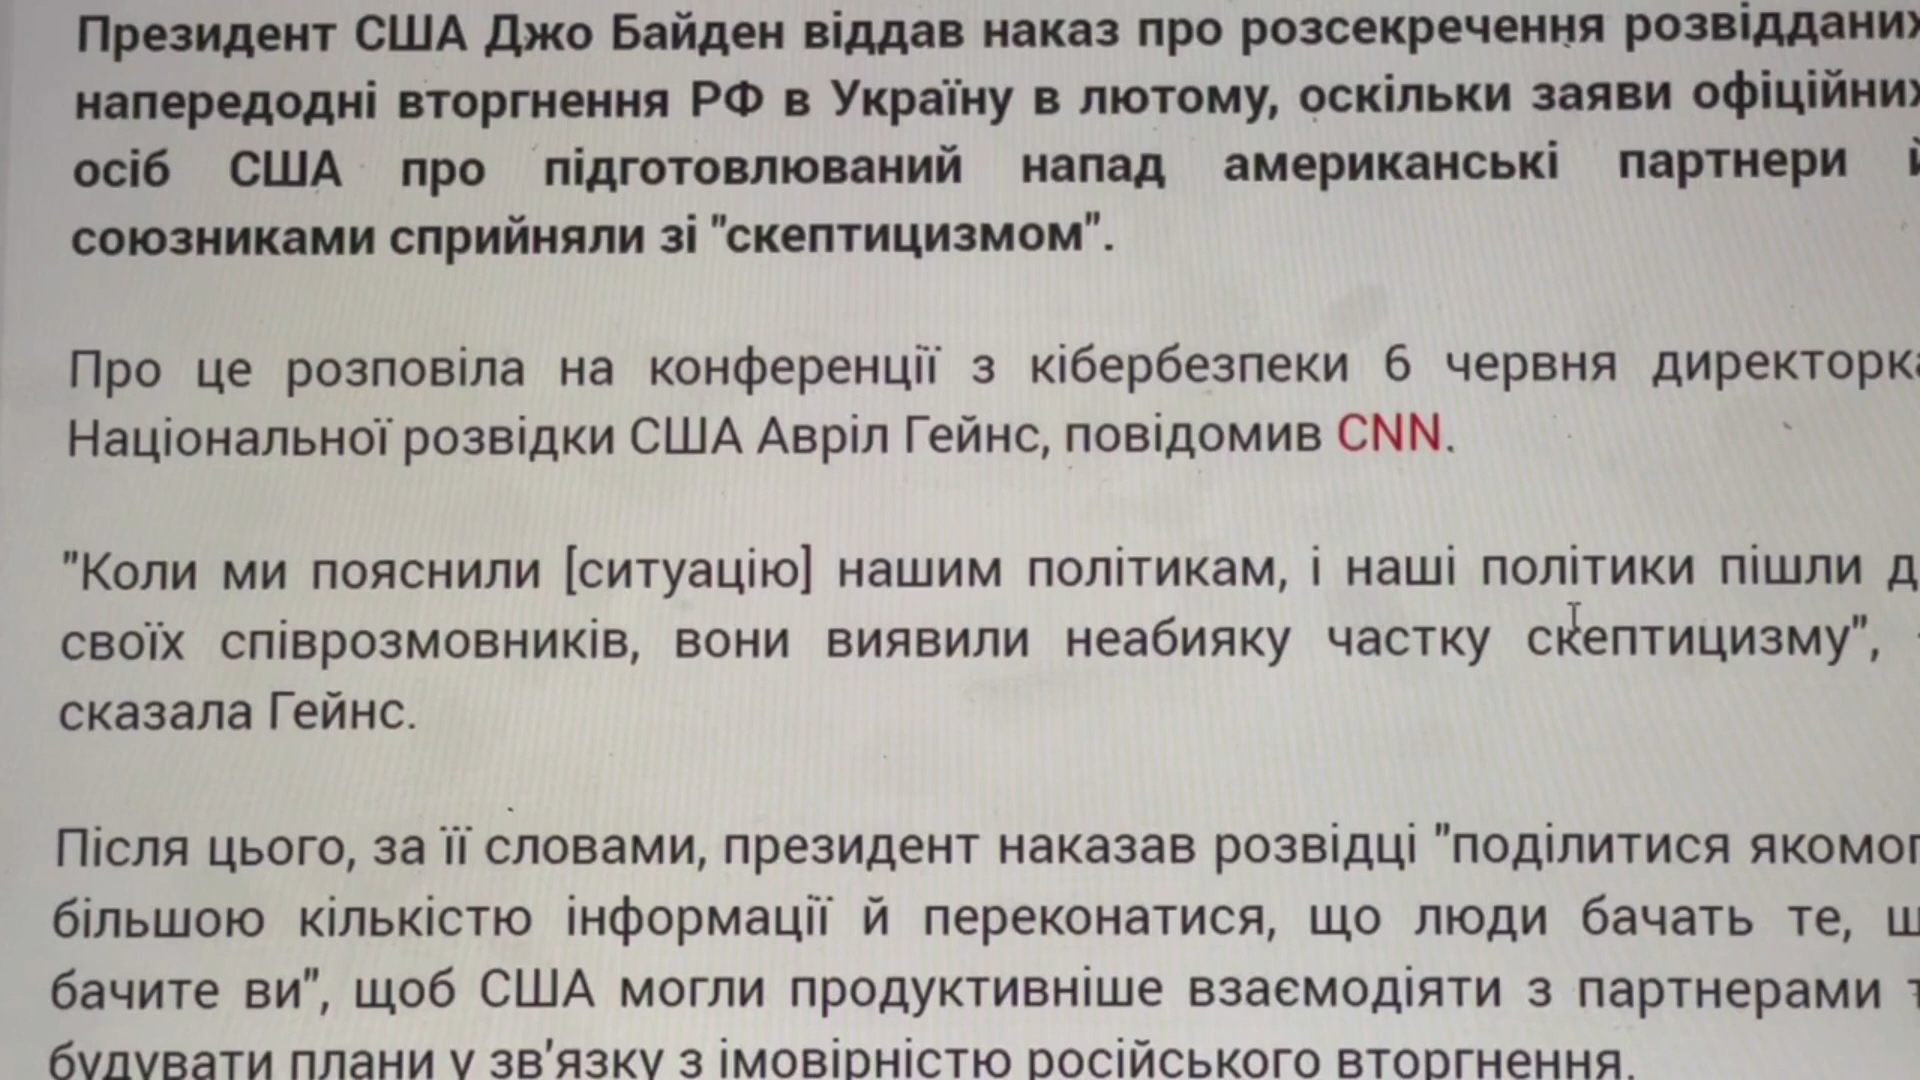 Президент США Джо Байден віддав наказ про розсекречення розвідданих
напередодні вторгнення РФ в Україну в лютому, оскільки заяви офіційних
осіб США про підготовлюваний напад американські партнери й
союзниками сприйняли зі "скептицизмом".
Про це розповіла на конференції з кібербезпеки 6 червня директорка
Національної розвідки США Авріл Гейнс, повідомив CNN.
"Коли ми пояснили [ситуацію] нашим політикам, і наші політики пішли д
своїх співрозмовників, вони виявили неабияку частку скептицизму",
сказала Гейнс.
Після цього, за її словами, президент наказав розвідці "поділитися якомог
більшою кількістю інформації й переконатися, що люди бачать те, щ
бачите ви", щоб США могли продуктивніше взаємодіяти з партнерами т
будувати плани у зв'язку з імовірністю російського вторгнення.